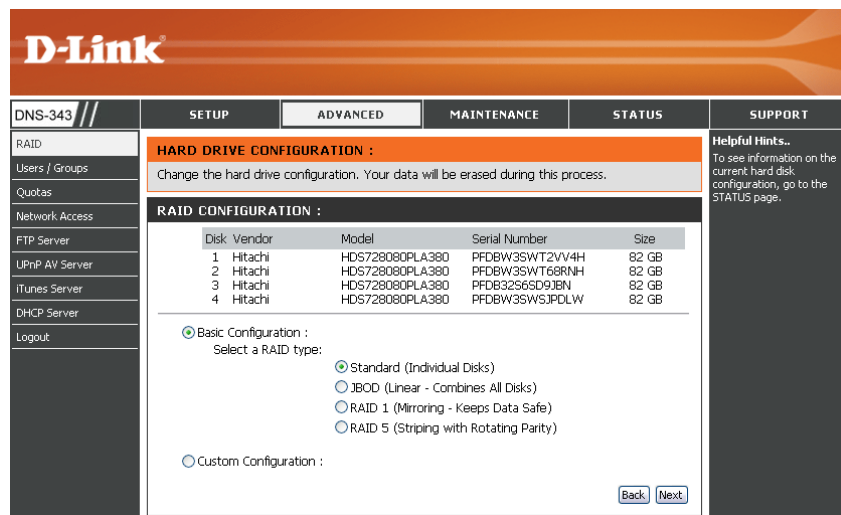 D-Link®
DNS-343 //
SETUP
ADVANCED
MAINTENANCE
STATUS
SUPPORT
RAID
Users / Groups
Quotas
Network Access
FTP Server
UPnP AV Server
iTunes Server
DHCP Server
Logout
HARD DRIVE CONFIGURATION :
Change the hard drive configuration. Your data will be erased during this process.
RAID CONFIGURATION :
Disk Vendor Model Serial Number Size
1 Hitachi HDS728080PLA380 PFDBW3SWT2VV4H 82 GB
2 Hitachi HDS728080PLA380 PFDBW3SWT68RNH 82 GB
3 Hitachi HDS728080PLA380 PFDB32S6SD9JBN 82 GB
4 Hitachi HDS728080PLA380 PFDBW3SWSJPDLW 82 GB
Basic Configuration :
Select a RAID type:
Standard (Individual Disks)
JBOD (Linear - Combines All Disks)
RAID 1 (Mirroring - Keeps Data Safe)
RAID 5 (Striping with Rotating Parity)
Custom Configuration :
Back Next
Helpful Hints..
To see information on the
current hard disk
configuration, go to the
STATUS page.